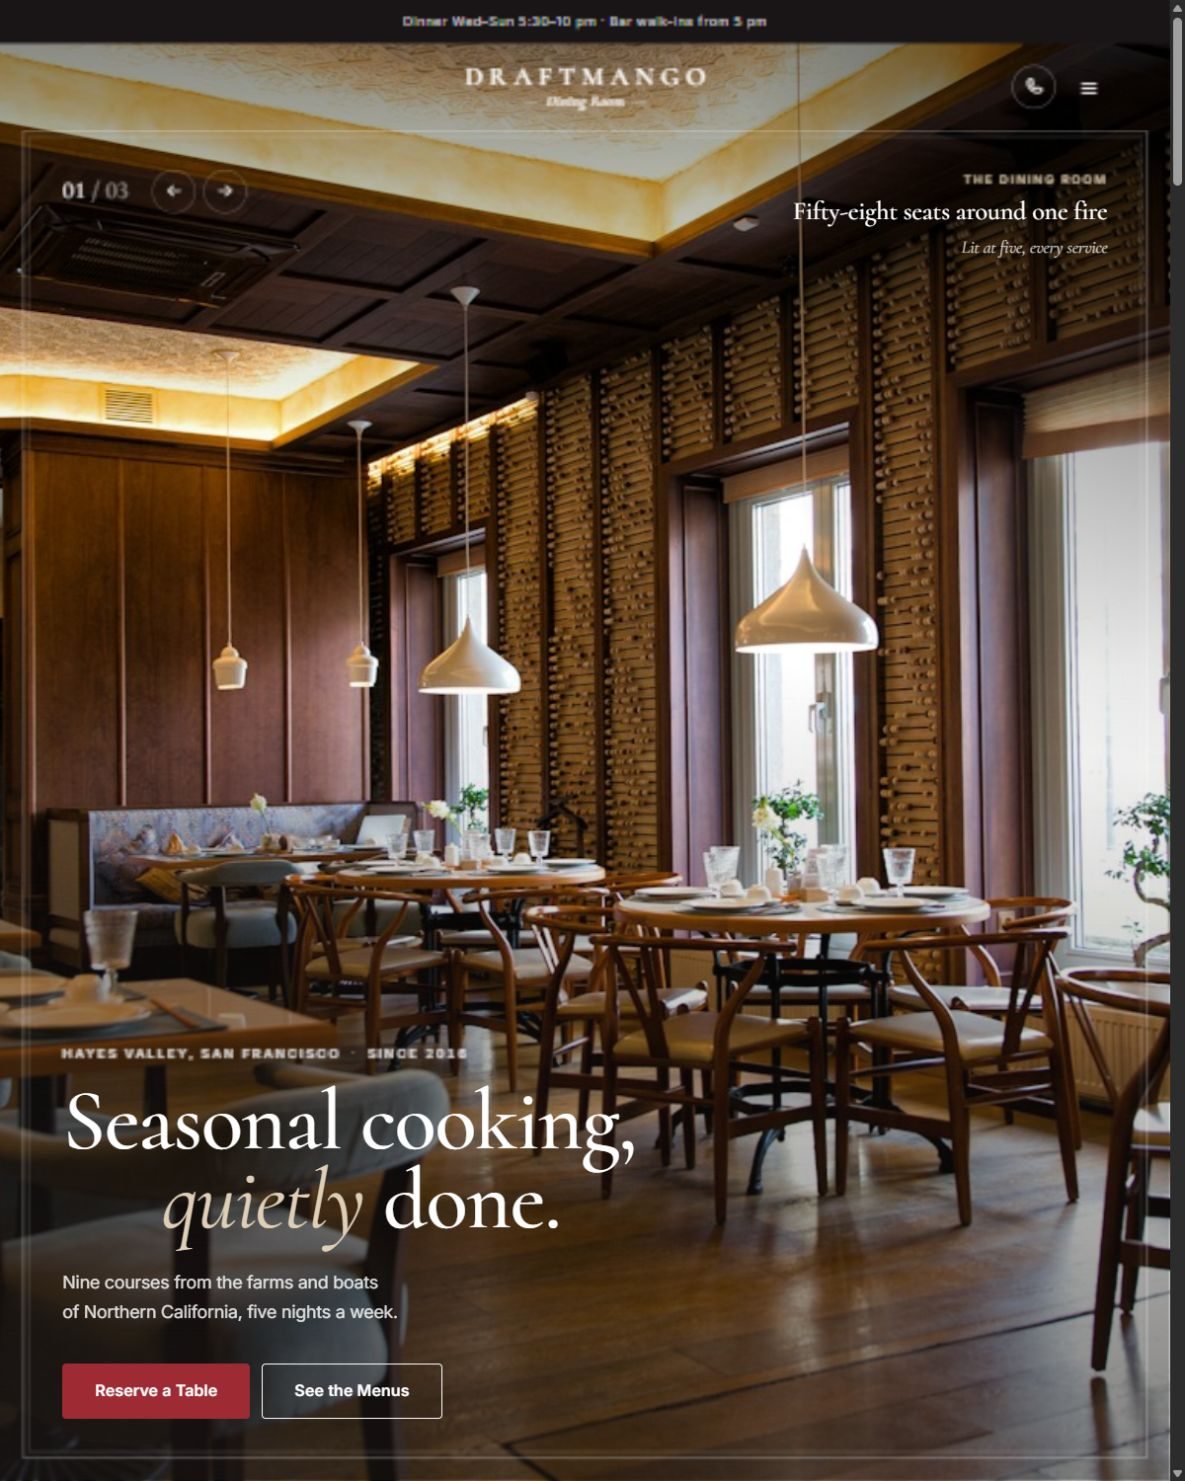 Dinner Wed–Sun 5:30–10 pm · Bar walk-ins from 5 pm
DRAFTMANGO
Dining Room
01 / 03
THE DINING ROOM
Fifty-eight seats around one fire
Lit at five, every service
HAYES VALLEY, SAN FRANCISCO · SINCE 2016
Seasonal cooking,
quietly done.
Nine courses from the farms and boats
of Northern California, five nights a week.
Reserve a Table
See the Menus